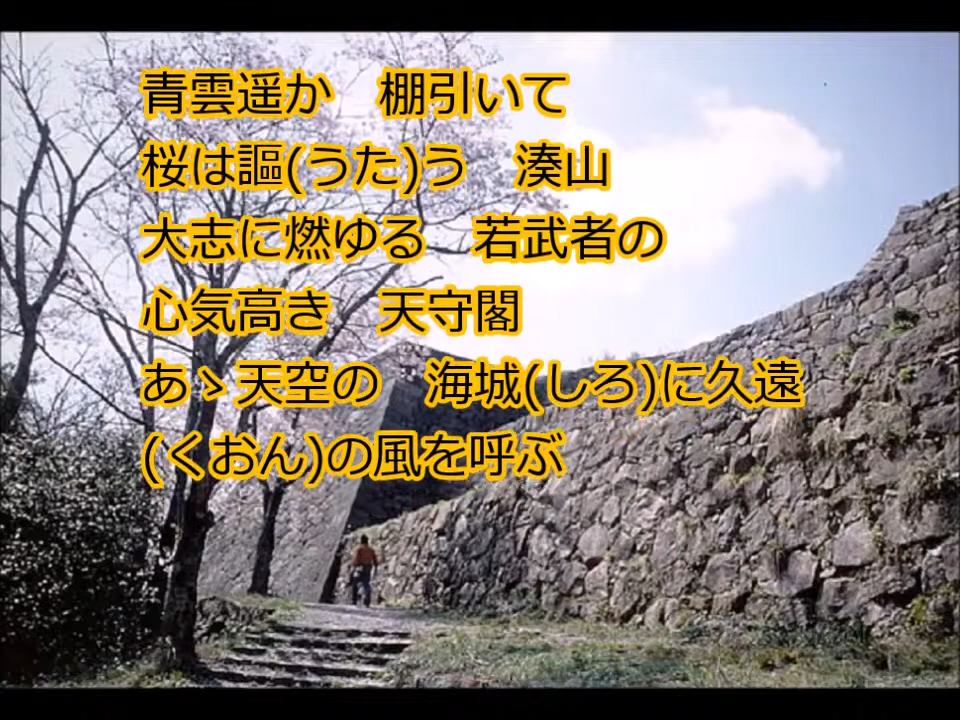 青雲遥か　棚引いて
桜は謳(うた)う　湊山
大志に燃ゆる　若武者の
心気高き　天守閣
あゝ天空の　海城(しろ)に久遠
(くおん)の風を呼ぶ